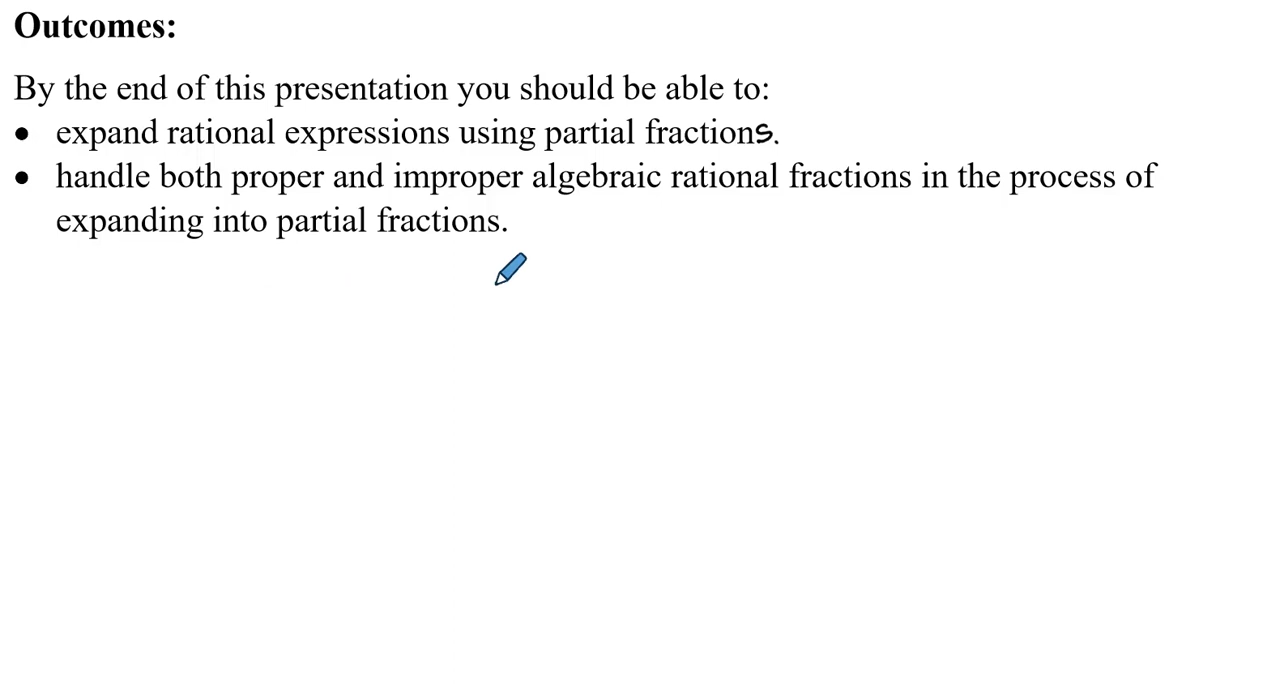 Outcomes:
By the end of this presentation you should be able to:
• expand rational expressions using partial fractions.
• handle both proper and improper algebraic rational fractions in the process of
expanding into partial fractions.